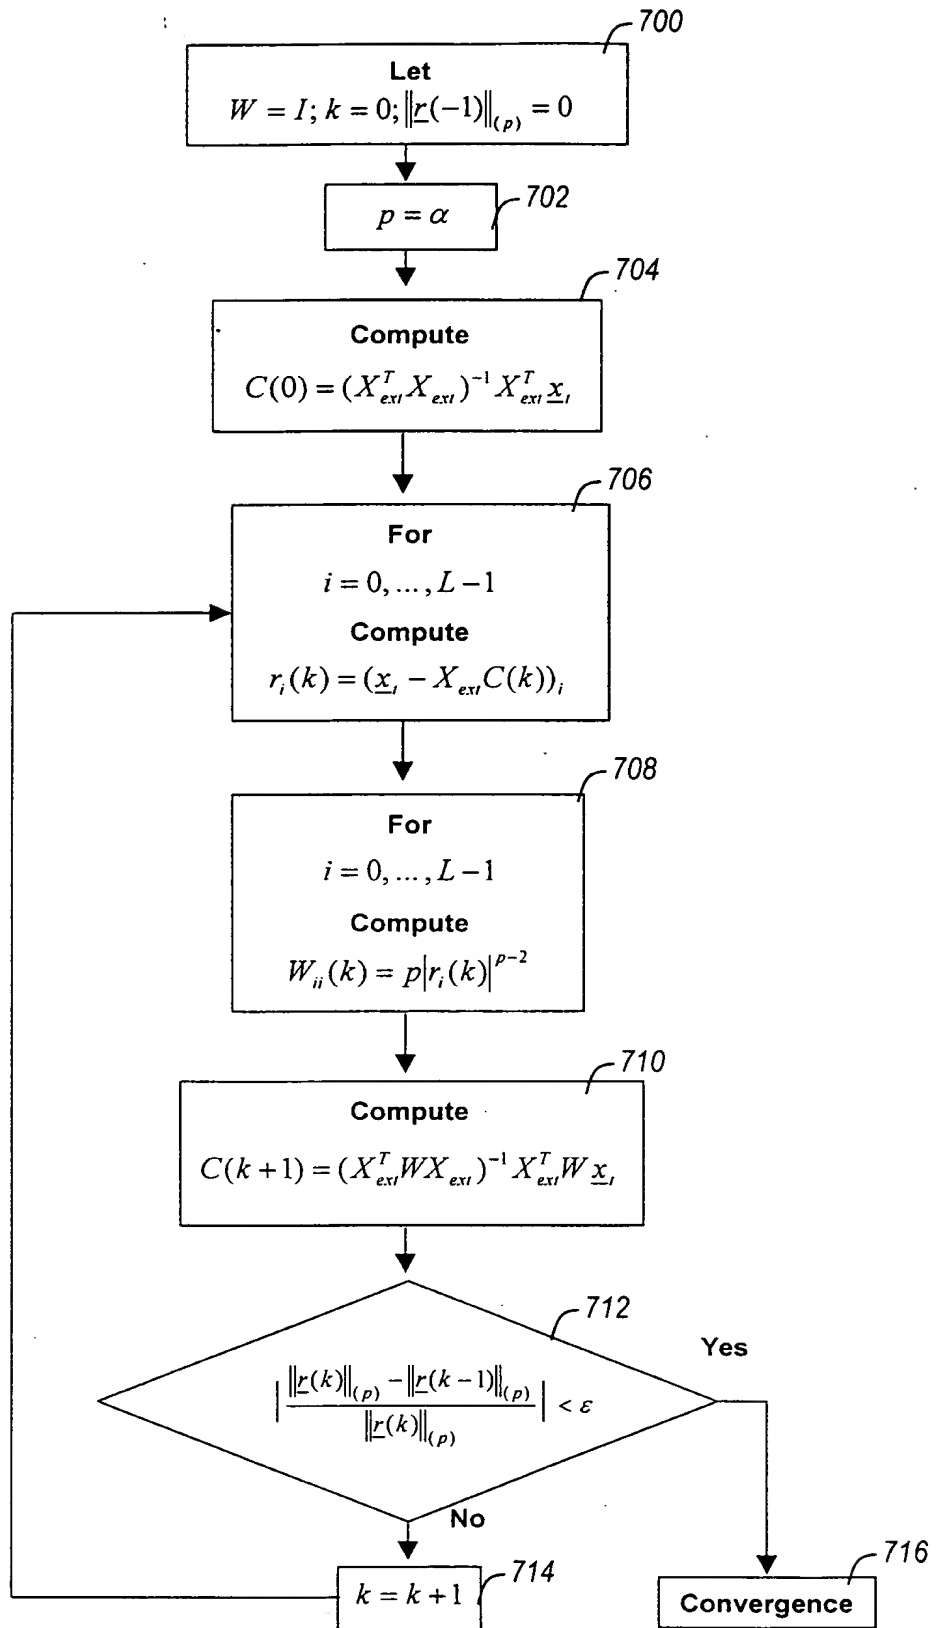 700
Let
W = I; k = 0; ‖r(−1)‖(p) = 0
702
p = α
704
Compute
C(0) = (X_ext^T X_ext)^−1 X_ext^T x_t
706
For
i = 0, ..., L − 1
Compute
r_i(k) = (x_t − X_ext C(k))_i
708
For
i = 0, ..., L − 1
Compute
W_ii(k) = p|r_i(k)|^p−2
710
Compute
C(k + 1) = (X_ext^T W X_ext)^−1 X_ext^T W x_t
712
Yes
| (‖r(k)‖(p) − ‖r(k − 1)‖(p)) / ‖r(k)‖(p) | < ε
No
714
k = k + 1
716
Convergence